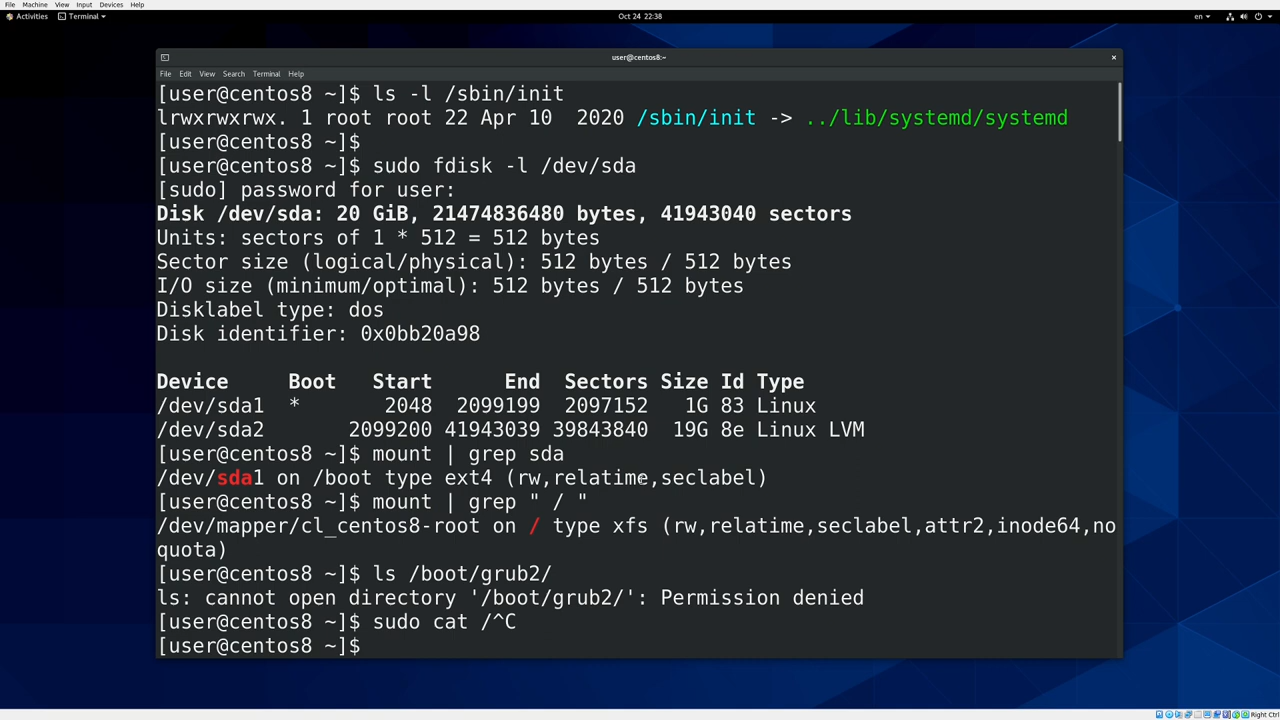 File Machine View Input Devices Help
Activities Terminal Oct 24 22:38 en
user@centos8:~
File Edit View Search Terminal Help
[user@centos8 ~]$ ls -l /sbin/init
lrwxrwxrwx. 1 root root 22 Apr 10  2020 /sbin/init -> ../lib/systemd/systemd
[user@centos8 ~]$
[user@centos8 ~]$ sudo fdisk -l /dev/sda
[sudo] password for user:
Disk /dev/sda: 20 GiB, 21474836480 bytes, 41943040 sectors
Units: sectors of 1 * 512 = 512 bytes
Sector size (logical/physical): 512 bytes / 512 bytes
I/O size (minimum/optimal): 512 bytes / 512 bytes
Disklabel type: dos
Disk identifier: 0x0bb20a98
Device     Boot   Start      End  Sectors Size Id Type
/dev/sda1  *       2048  2099199  2097152   1G 83 Linux
/dev/sda2       2099200 41943039 39843840  19G 8e Linux LVM
[user@centos8 ~]$ mount | grep sda
/dev/sda1 on /boot type ext4 (rw,relatime,seclabel)
[user@centos8 ~]$ mount | grep " / "
/dev/mapper/cl_centos8-root on / type xfs (rw,relatime,seclabel,attr2,inode64,no
quota)
[user@centos8 ~]$ ls /boot/grub2/
ls: cannot open directory '/boot/grub2/': Permission denied
[user@centos8 ~]$ sudo cat /^C
[user@centos8 ~]$
Right Ctrl